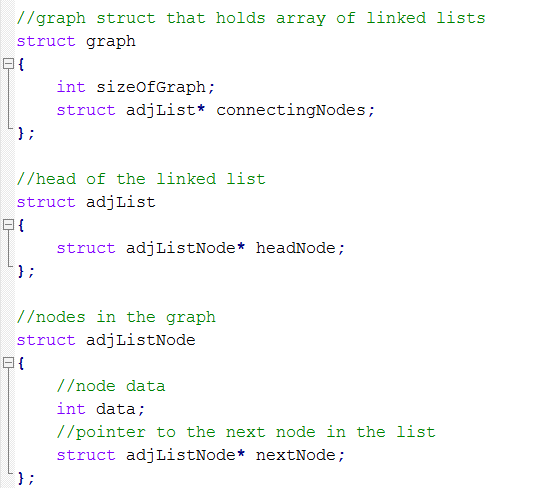 //graph struct that holds array of linked lists
struct graph
{
    int sizeOfGraph;
    struct adjList* connectingNodes;
};

//head of the linked list
struct adjList
{
    struct adjListNode* headNode;
};

//nodes in the graph
struct adjListNode
{
    //node data
    int data;
    //pointer to the next node in the list
    struct adjListNode* nextNode;
};